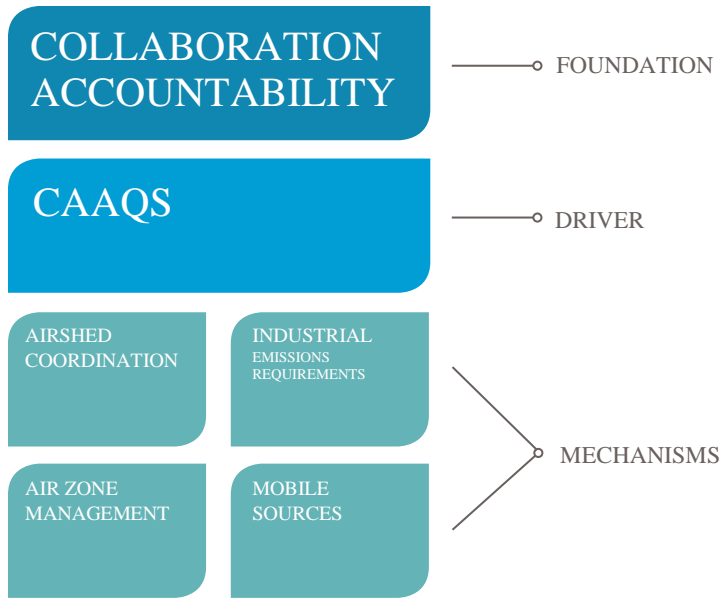 COLLABORATION
ACCOUNTABILITY
FOUNDATION
CAAQS
DRIVER
AIRSHED
COORDINATION
INDUSTRIAL
EMISSIONS
REQUIREMENTS
AIR ZONE
MANAGEMENT
MOBILE
SOURCES
MECHANISMS